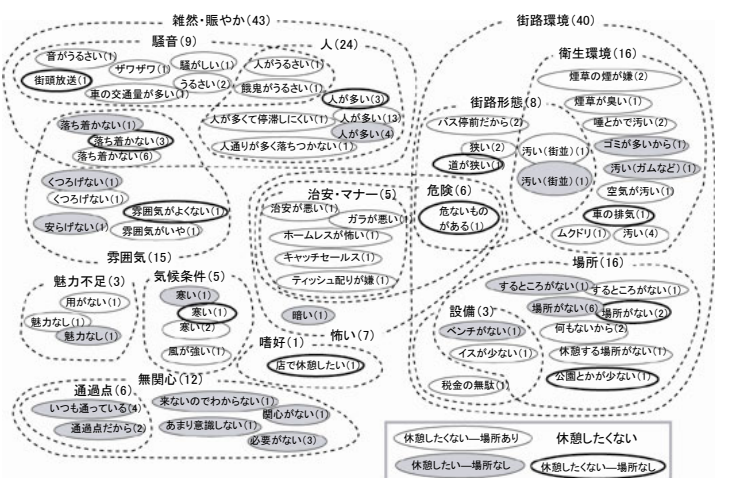 雑然・賑やか(43)
街路環境(40)
騒音(9)
人(24)
音がうるさい(1)
ザワザワ(1)
騒がしい(1)
人がうるさい(1)
街頭放送(1)
うるさい(2)
餓鬼がうるさい(1)
車の交通量が多い(1)
人が多い(3)
人が多くて停滞しにくい(1)
人が多い(13)
人が多い(4)
人通りが多く落ちつかない(1)
落ち着かない(1)
落ち着かない(3)
落ち着かない(6)
くつろげない(1)
くつろげない(1)
雰囲気がよくない(1)
安らげない(1)
雰囲気がいや(1)
雰囲気(15)
衛生環境(16)
煙草の煙が嫌(2)
煙草が臭い(1)
唾とかで汚い(2)
ゴミが多いから(1)
汚い(ガムなど)(1)
空気が汚い(1)
車の排気(1)
ムクドリ(1)
汚い(4)
街路形態(8)
バス停前だから(2)
狭い(2)
道が狭い(1)
汚い(街並)(1)
汚い(街並)(1)
治安・マナー(5)
治安が悪い(1)
ガラが悪い(1)
ホームレスが怖い(1)
キャッチセールス(1)
ティッシュ配りが嫌(1)
危険(6)
危ないもの
がある(1)
暗い(1)
怖い(7)
魅力不足(3)
用がない(1)
魅力なし(1)
魅力なし(1)
気候条件(5)
寒い(1)
寒い(1)
寒い(2)
風が強い(1)
嗜好(1)
店で休憩したい(1)
場所(16)
するところがない(1)
するところがない(1)
場所がない(6)
場所がない(2)
何もないから(2)
休憩する場所がない(1)
公園とかが少ない(1)
設備(3)
ベンチがない(1)
イスが少ない(1)
税金の無駄(1)
無関心(12)
通過点(6)
いつも通っている(4)
通過点だから(2)
来ないのでわからない(1)
関心がない(1)
あまり意識しない(1)
必要がない(3)
休憩したくない―場所あり
休憩したくない
休憩したい―場所なし
休憩したくない―場所なし